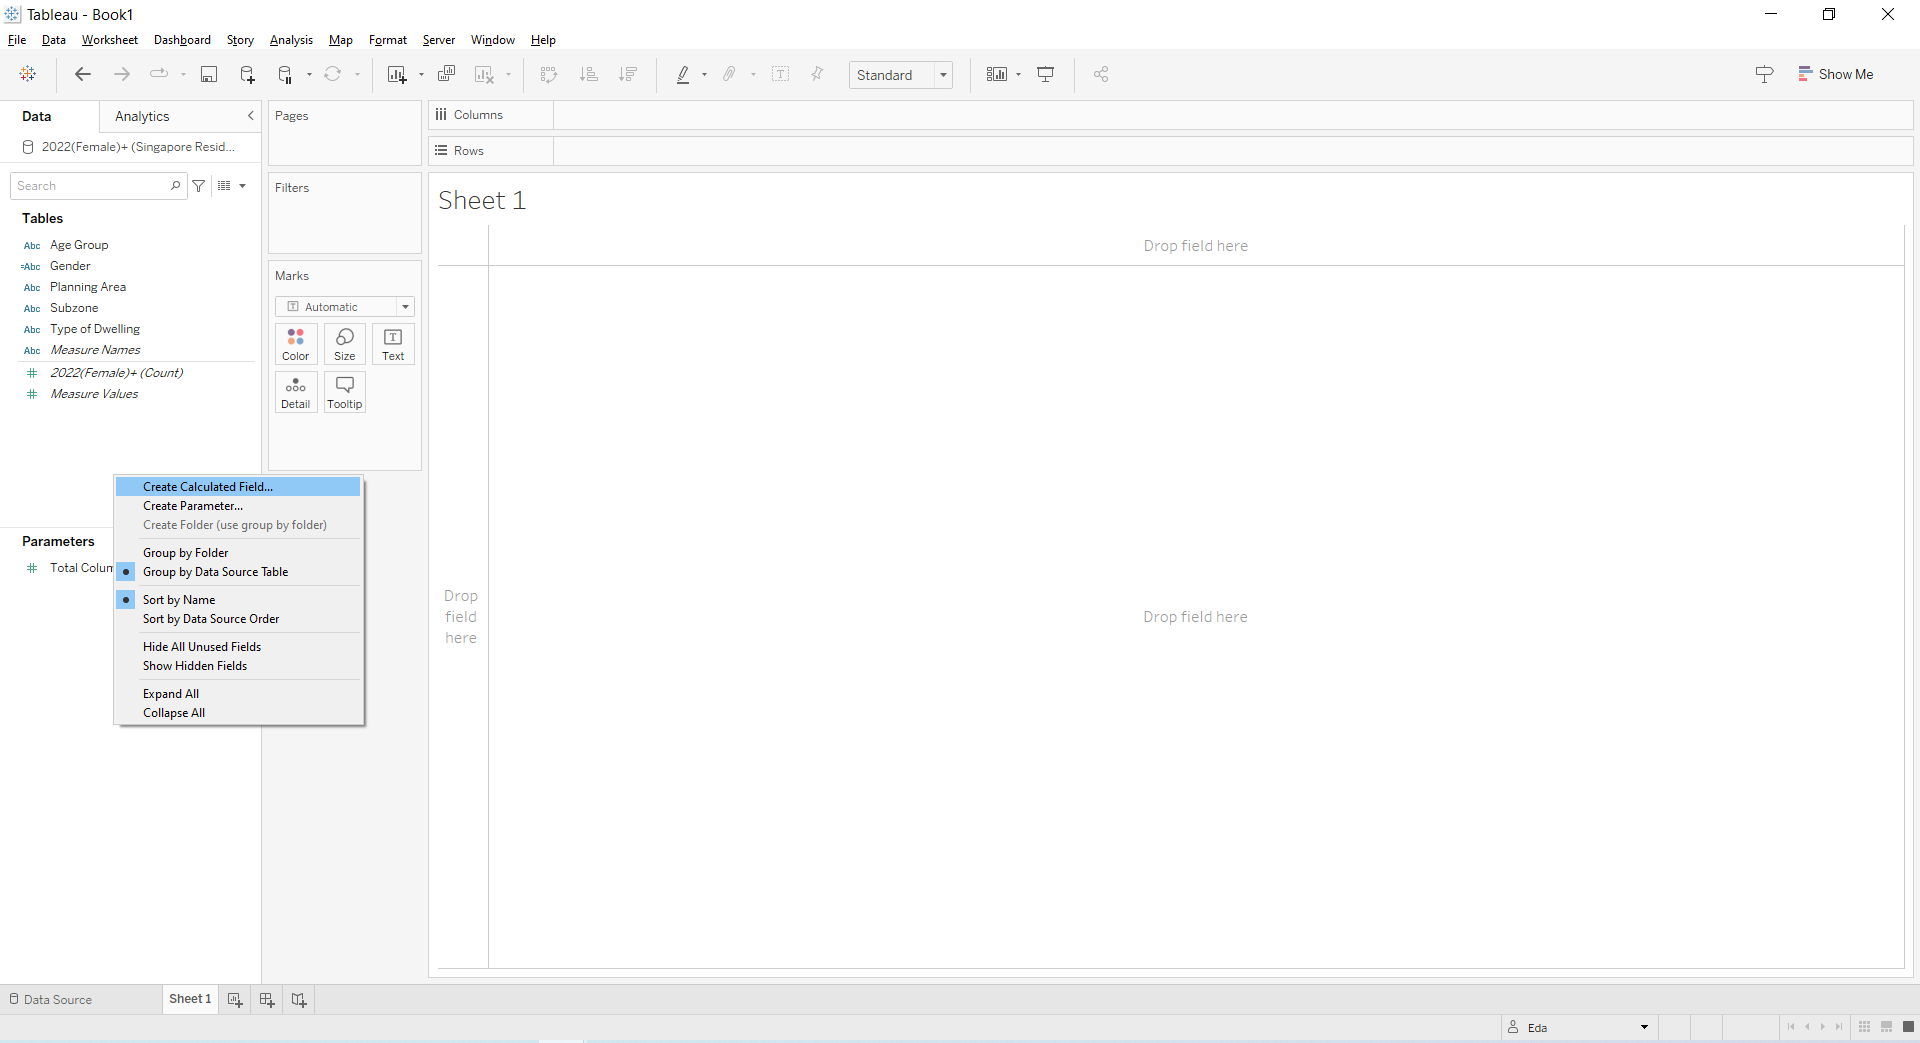 Tableau - Book1
File Data Worksheet Dashboard Story Analysis Map Format Server Window Help
Standard
Show Me
Data
Analytics
2022(Female)+ (Singapore Resid...
Search
Tables
Abc Age Group
=Abc Gender
Abc Planning Area
Abc Subzone
Abc Type of Dwelling
Abc Measure Names
# 2022(Female)+ (Count)
# Measure Values
Parameters
# Total Colum
Create Calculated Field...
Create Parameter...
Create Folder (use group by folder)
Group by Folder
Group by Data Source Table
Sort by Name
Sort by Data Source Order
Hide All Unused Fields
Show Hidden Fields
Expand All
Collapse All
Pages
Filters
Marks
T Automatic
Color
Size
T
Text
Detail
Tooltip
Columns
Rows
Sheet 1
Drop field here
Drop
field
here
Drop field here
Data Source
Sheet 1
Eda